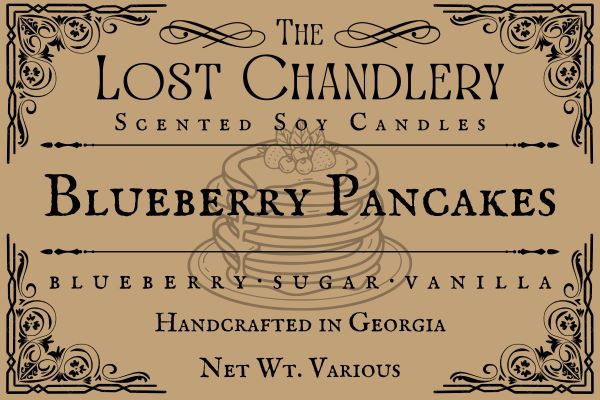 The
Lost Chandlery
Scented Soy Candles
Blueberry Pancakes
BLUEBERRY·SUGAR·VANILLA
Handcrafted in Georgia
Net Wt. Various